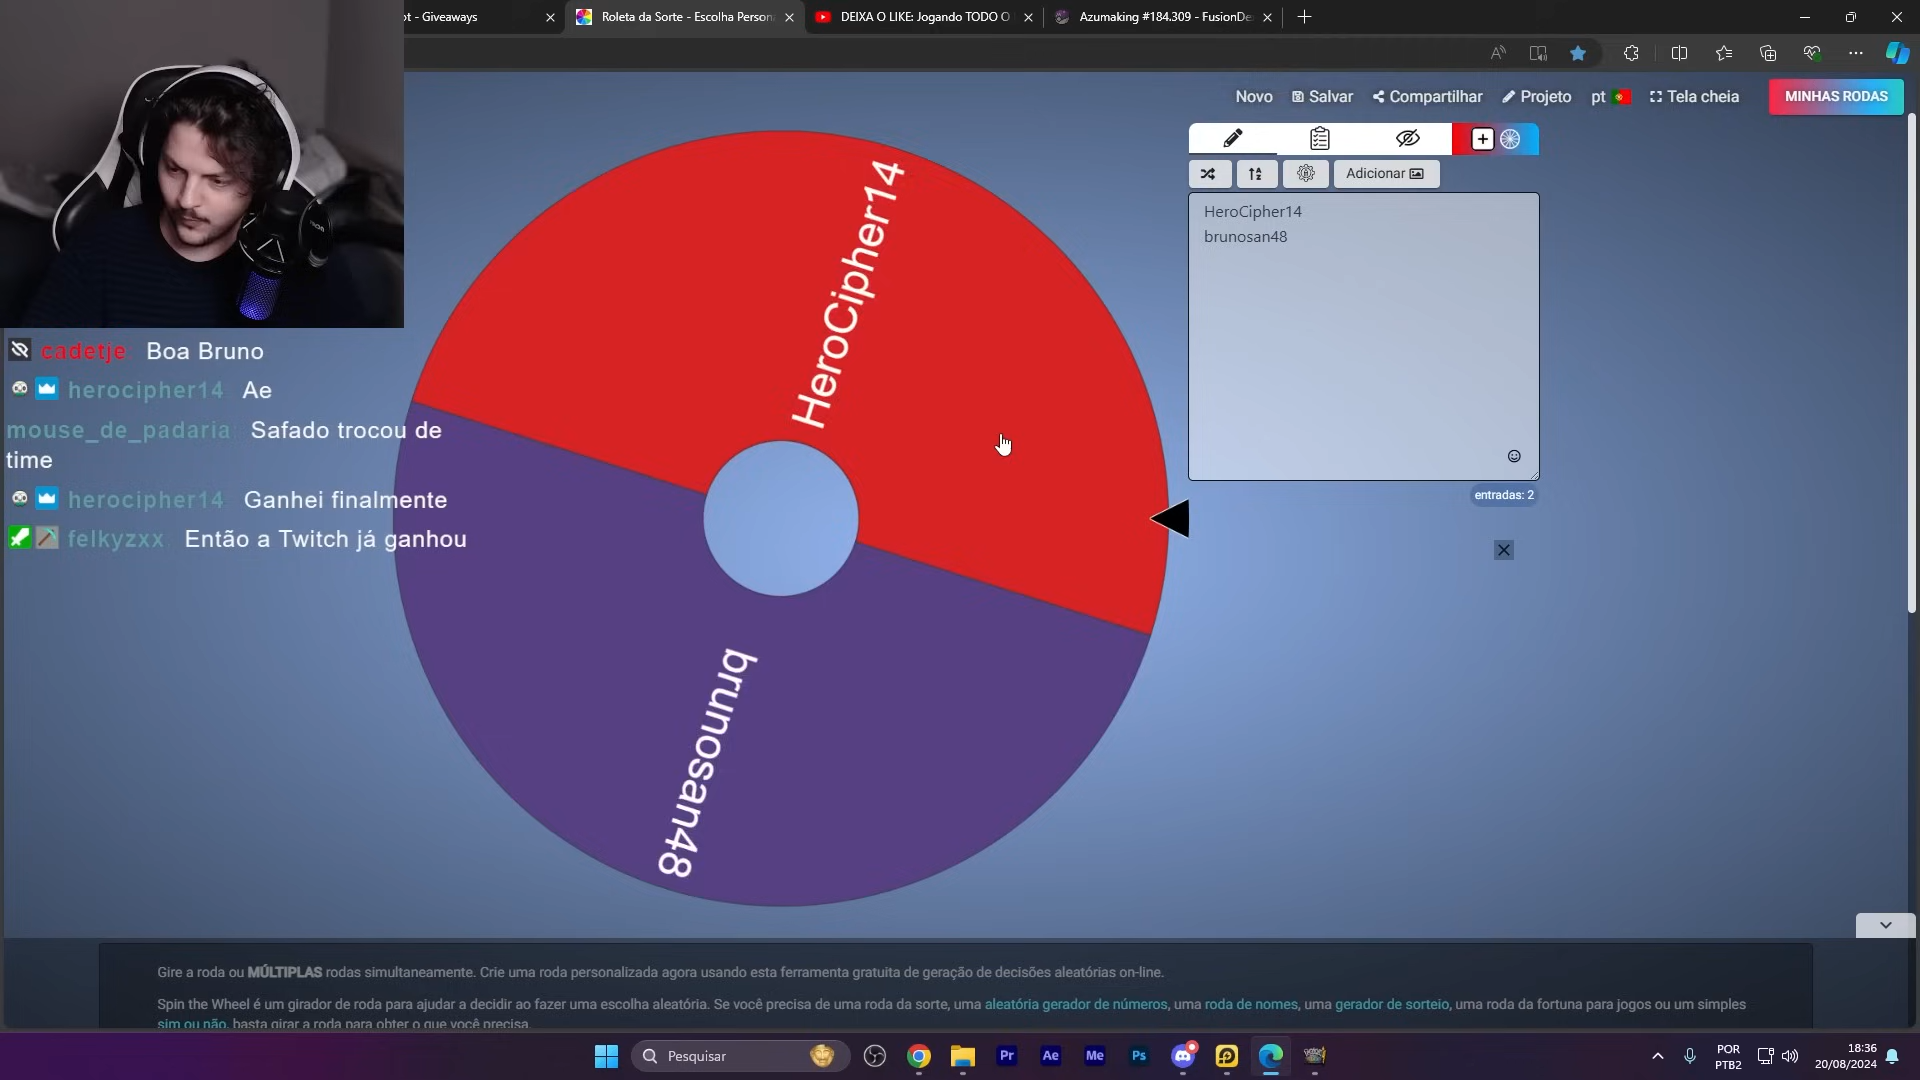 ot - Giveaways
Roleta da Sorte - Escolha Person
DEIXA O LIKE: Jogando TODO O
Azumaking #184.309 - FusionDe
Novo
Salvar
Compartilhar
Projeto
pt
Tela cheia
MINHAS RODAS
Adicionar
HeroCipher14
brunosan48
entradas: 2
HeroCipher14
brunosan48
cadetje Boa Bruno
herocipher14 Ae
mouse_de_padaria Safado trocou de
time
herocipher14 Ganhei finalmente
felkyzxx Então a Twitch já ganhou
Gire a roda ou MÚLTIPLAS rodas simultaneamente. Crie uma roda personalizada agora usando esta ferramenta gratuita de geração de decisões aleatórias on-line.
Spin the Wheel é um girador de roda para ajudar a decidir ao fazer uma escolha aleatória. Se você precisa de uma roda da sorte, uma aleatória gerador de números, uma roda de nomes, uma gerador de sorteio, uma roda da fortuna para jogos ou um simples
sim ou não, basta girar a roda para obter o que você precisa.
Pesquisar
Pr
Ae
Me
Ps
POR
PTB2
18:36
20/08/2024